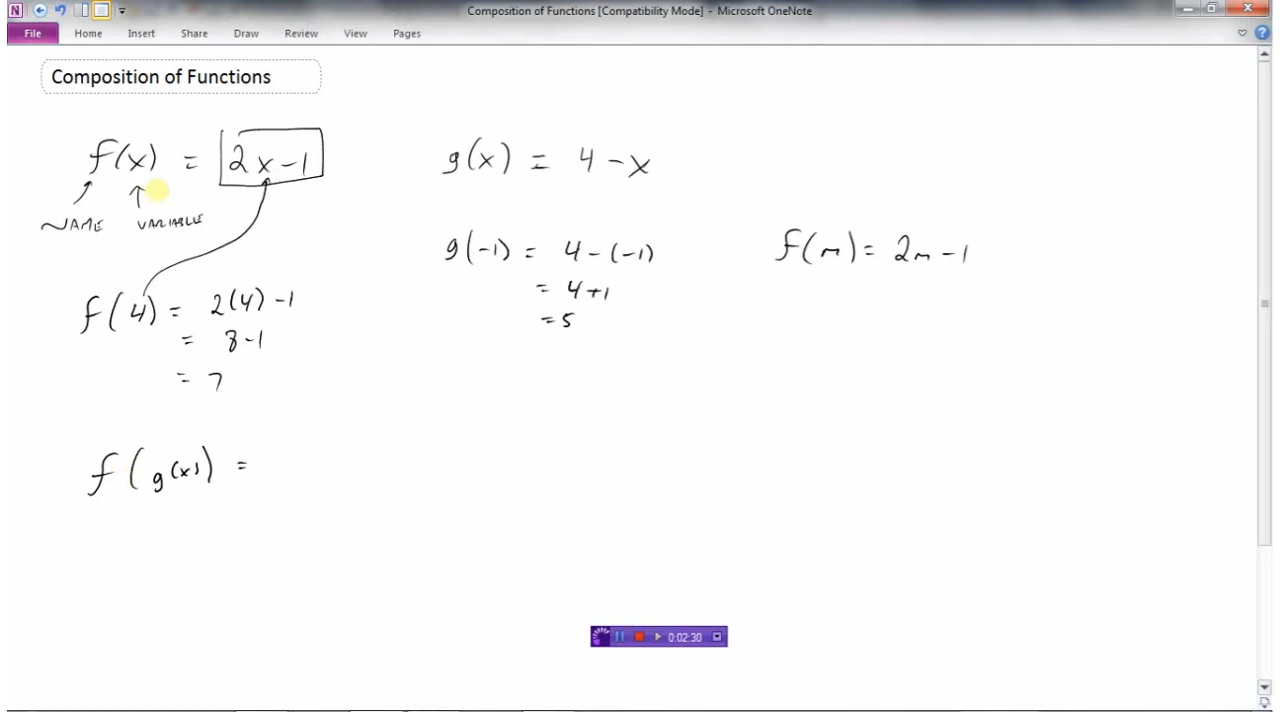 Composition of Functions [Compatibility Mode] - Microsoft OneNote
File Home Insert Share Draw Review View Pages
Composition of Functions
f(x) = 2x-1
g(x) = 4-x
NAME VARIABLE
g(-1) = 4-(-1)
= 4+1
= 5
f(m) = 2m-1
f(4) = 2(4)-1
= 8-1
= 7
f(g(x)) =
0:02:30